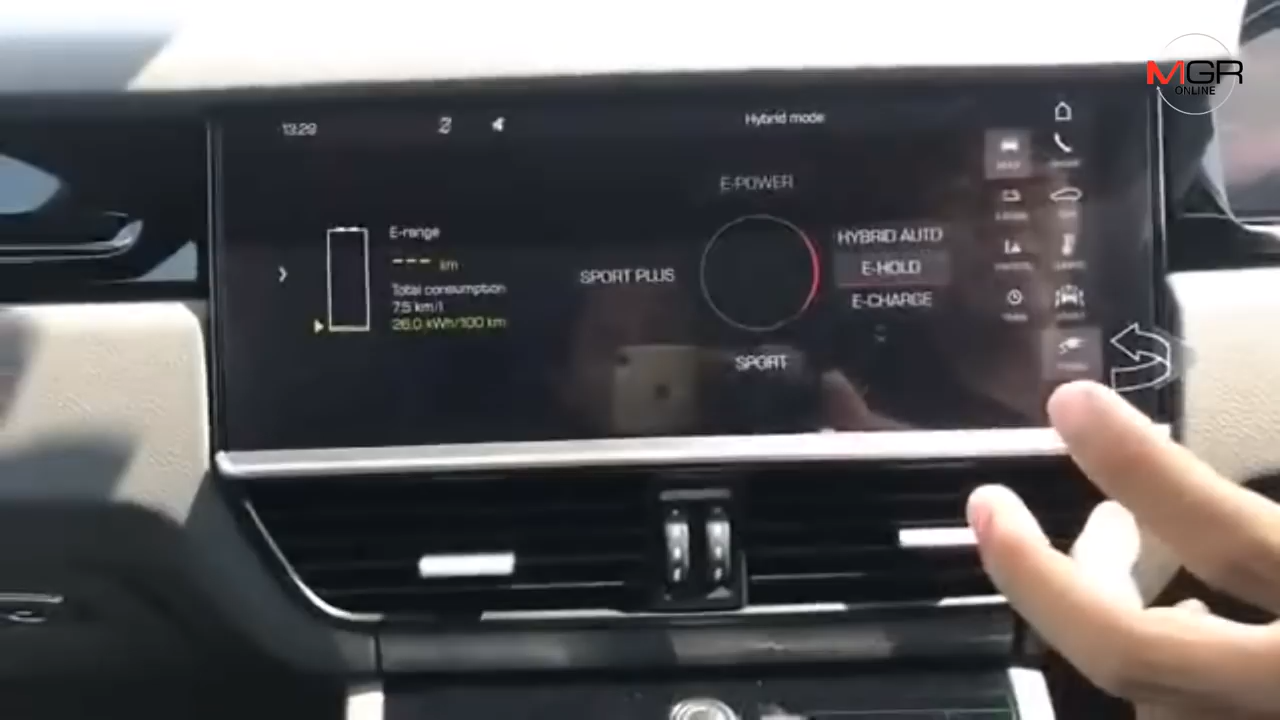 MGR
ONLINE
13:29
Hybrid mode
E-POWER
E-range
--- km
Total consumption
7.5 km/l
26.0 kWh/100 km
SPORT PLUS
HYBRID AUTO
E-HOLD
E-CHARGE
SPORT